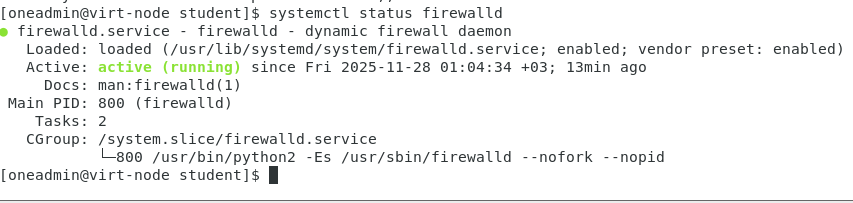 [oneadmin@virt-node student]$ systemctl status firewalld
● firewalld.service - firewalld - dynamic firewall daemon
   Loaded: loaded (/usr/lib/systemd/system/firewalld.service; enabled; vendor preset: enabled)
   Active: active (running) since Fri 2025-11-28 01:04:34 +03; 13min ago
     Docs: man:firewalld(1)
 Main PID: 800 (firewalld)
    Tasks: 2
   CGroup: /system.slice/firewalld.service
           └─800 /usr/bin/python2 -Es /usr/sbin/firewalld --nofork --nopid
[oneadmin@virt-node student]$